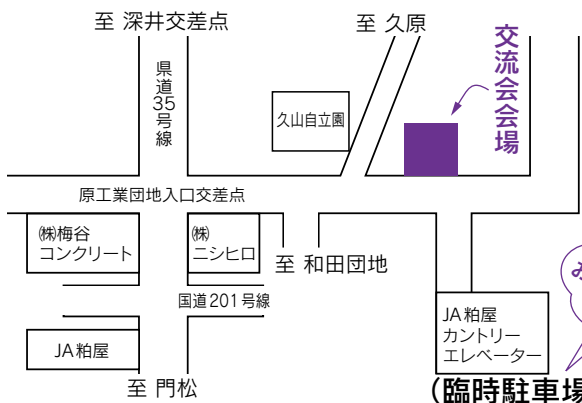 至 深井交差点
至 久原
県道35号線
交流会会場
久山自立園
原工業団地入口交差点
㈱梅谷
コンクリート
㈱
ニシヒロ
至 和田団地
国道201号線
み
JA粕屋
JA粕屋
カントリー
エレベーター
至 門松
(臨時駐車場